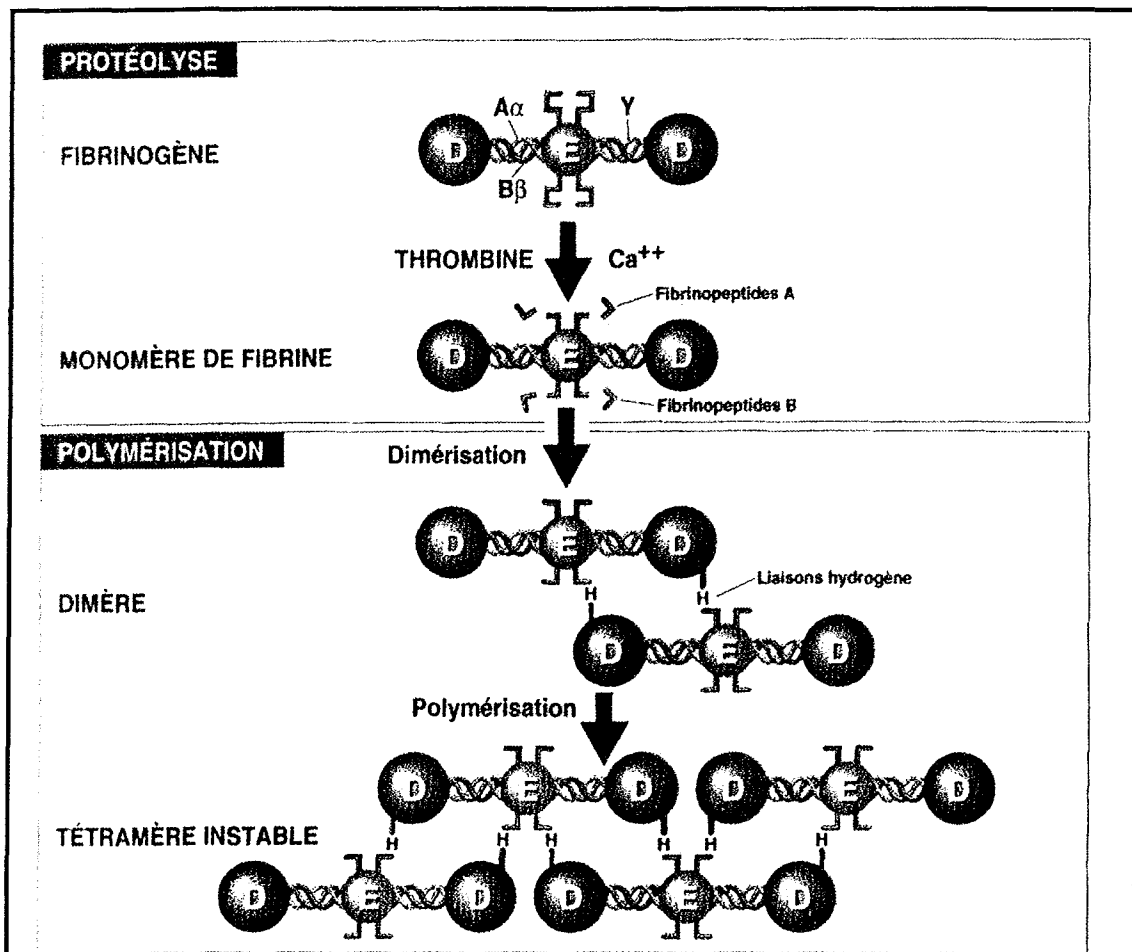 PROTÉOLYSE
Aα Y
FIBRINOGÈNE D E D
Bβ
THROMBINE Ca++
Fibrinopeptides A
MONOMÈRE DE FIBRINE D E D
Fibrinopeptides B
POLYMÉRISATION Dimérisation
D E D
Liaisons hydrogène
H H
DIMÈRE
D E D
Polymérisation
D E D D E D
TÉTRAMÈRE INSTABLE
H H H H H H
D E D D E D